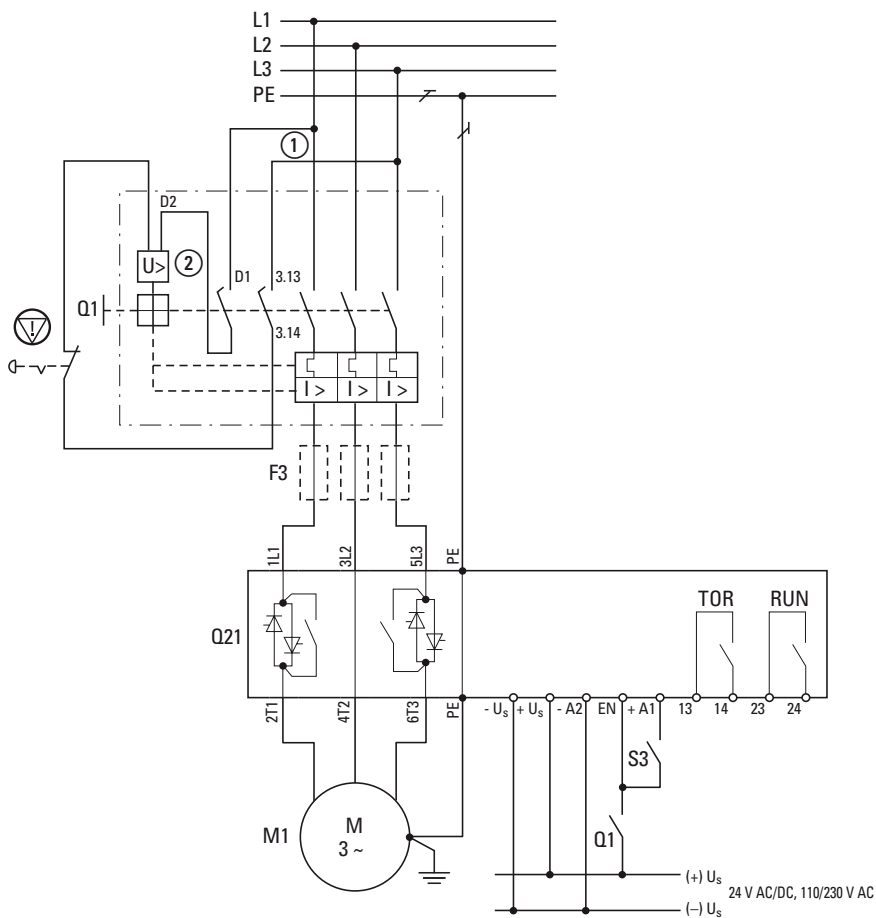 L1
L2
L3
PE
1
D2
U>
2
D1
3.13
Q1
!
3.14
I > I > I >
F3
1L1
3L2
5L3
PE
TOR
RUN
Q21
2T1
4T2
6T3
PE
- Us
+ Us
- A2
EN
+ A1
13
14
23
24
S3
M1
M
3 ~
Q1
(+) Us
24 V AC/DC, 110/230 V AC
(–) Us